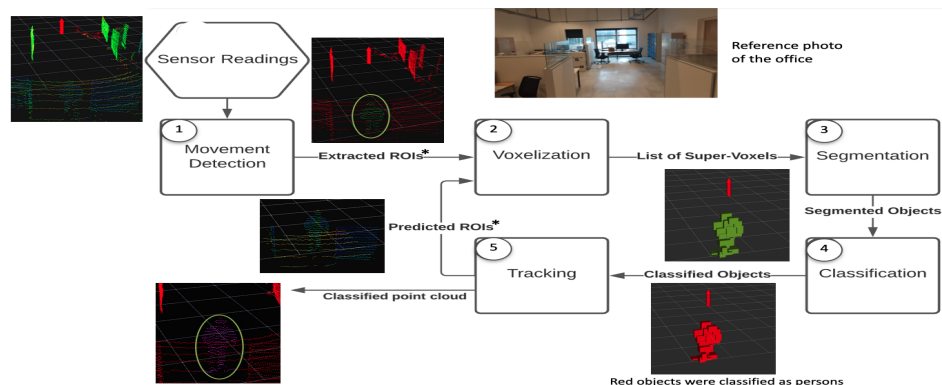 Sensor Readings
Reference photo
of the office
1
Movement
Detection
Extracted ROIs*
2
Voxelization
List of Super-Voxels
3
Segmentation
Segmented Objects
Predicted ROIs*
5
Tracking
Classified Objects
4
Classification
Classified point cloud
Red objects were classified as persons